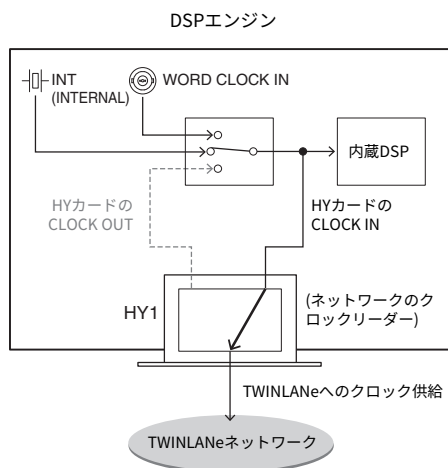 DSPエンジン
INT
(INTERNAL)
WORD CLOCK IN
内蔵DSP
HYカードの
CLOCK OUT
HYカードの
CLOCK IN
HY1
(ネットワークのク
ロックリーダー)
TWINLANeへのクロック供給
TWINLANeネットワーク